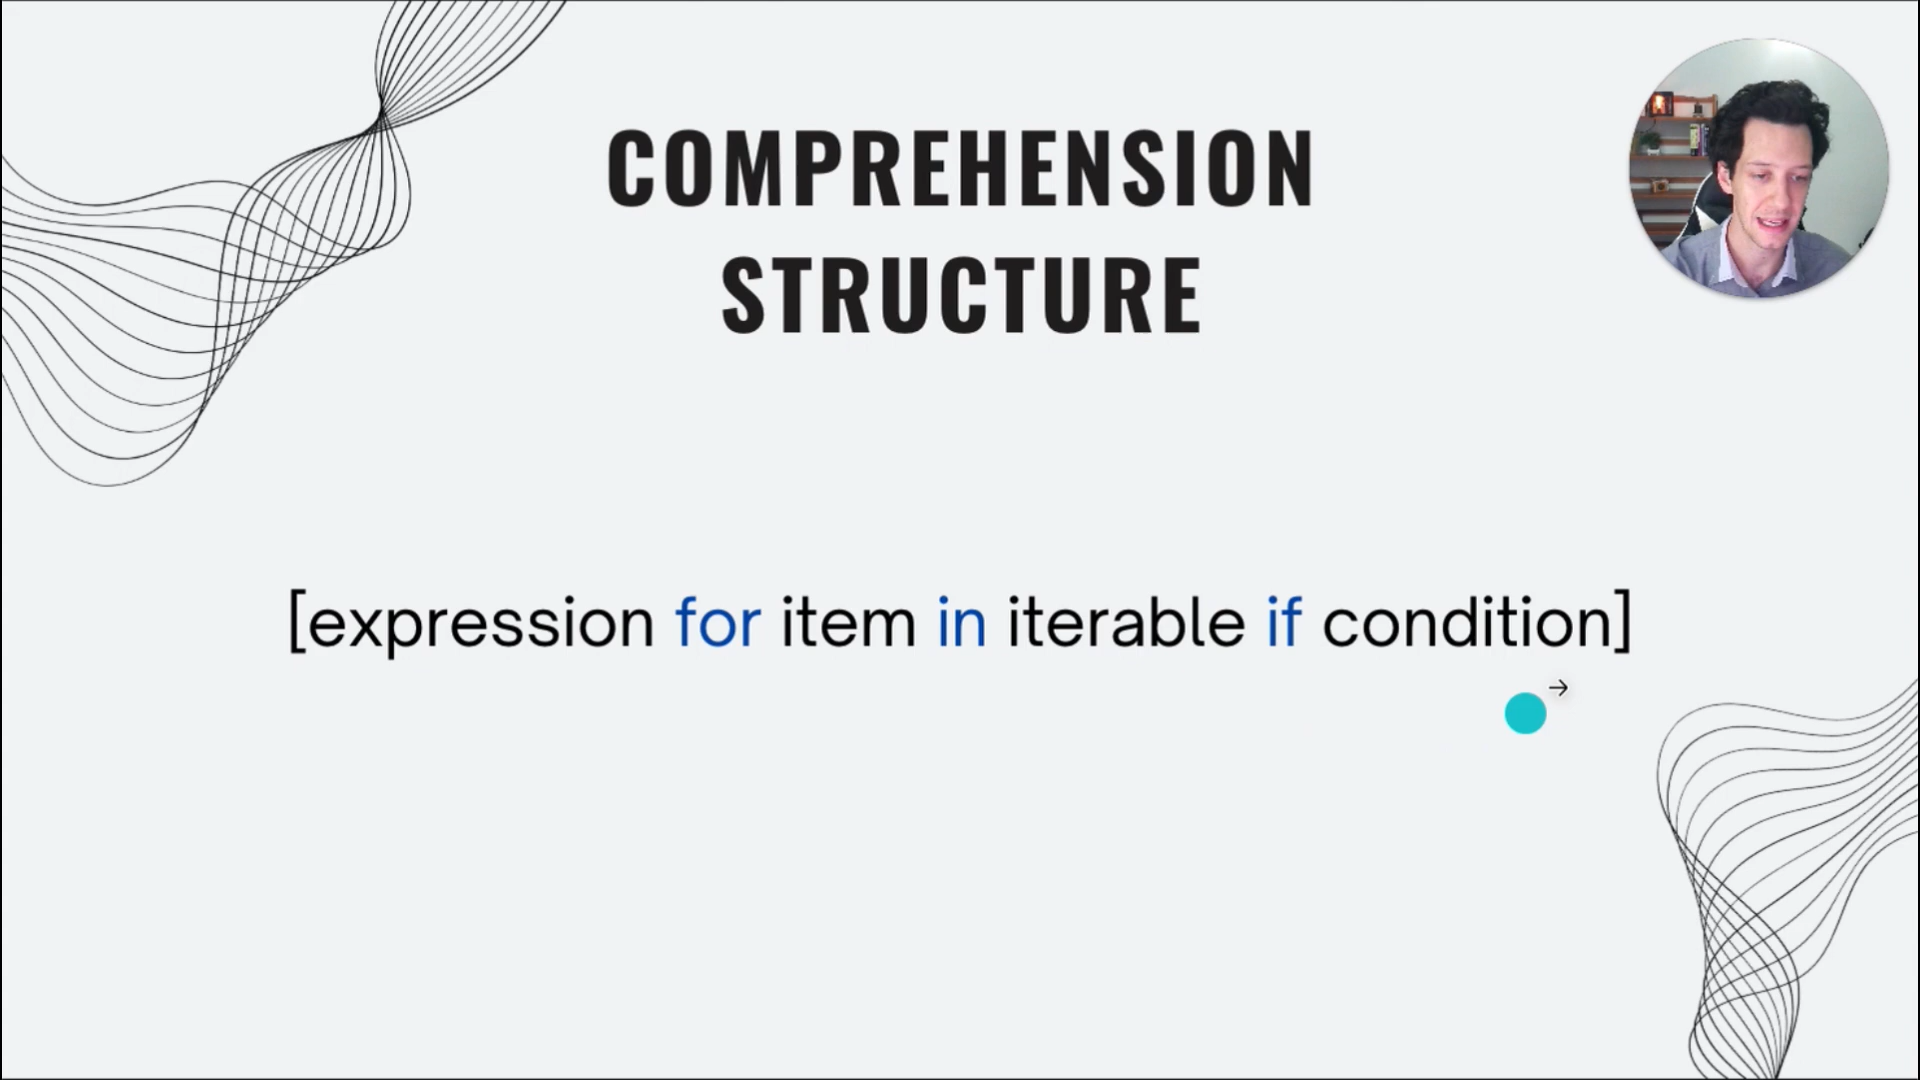 COMPREHENSION
STRUCTURE
[expression for item in iterable if condition]